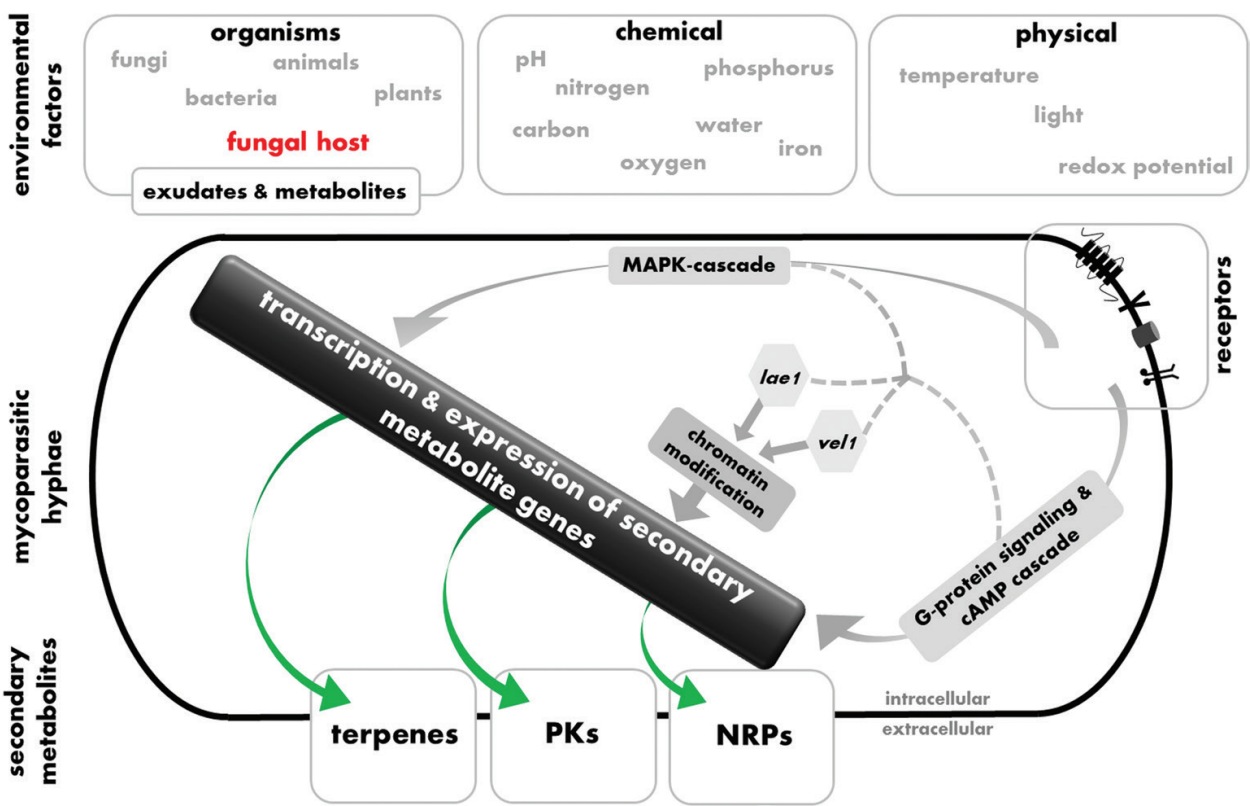 environmental
factors
organisms
fungi
animals
bacteria
plants
fungal host
exudates & metabolites
chemical
pH
phosphorus
nitrogen
carbon
water
oxygen
iron
physical
temperature
light
redox potential
mycoparasitic
hyphae
MAPK-cascade
receptors
transcription & expression of secondary
metabolite genes
lae1
vel1
chromatin
modification
G-protein signaling &
cAMP cascade
secondary
metabolites
terpenes
PKs
NRPs
intracellular
extracellular